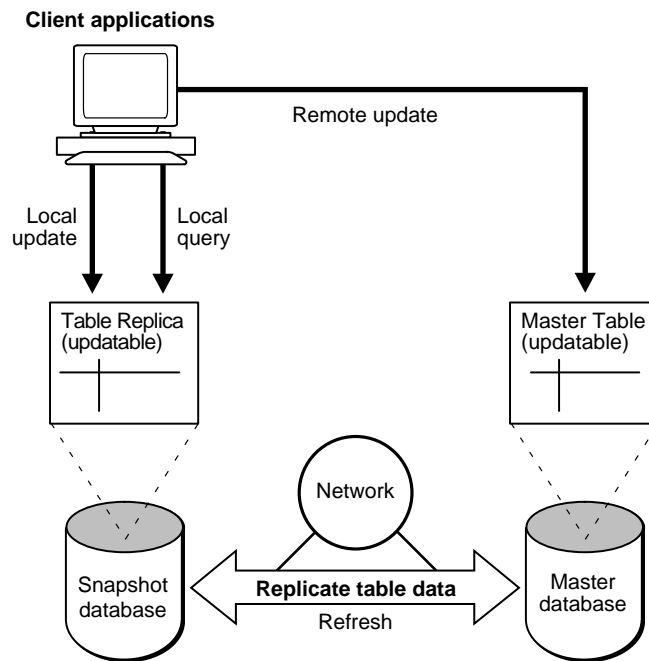 Client applications
Remote update
Local
update
Local
query
Table Replica
(updatable)
Master Table
(updatable)
Network
Snapshot
database
Replicate table data
Refresh
Master
database